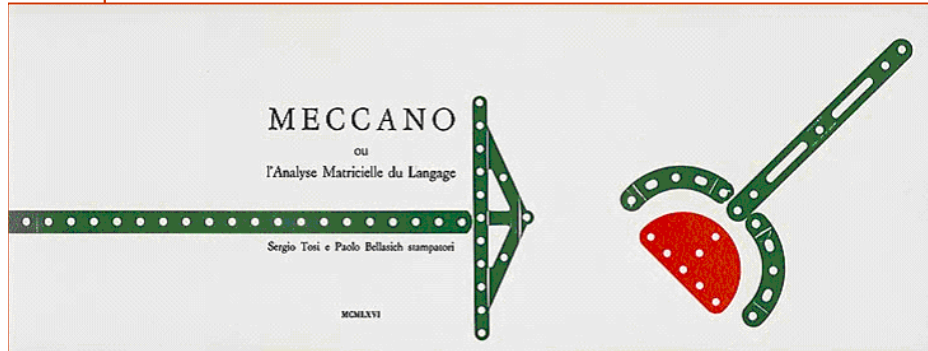 MECCANO
ou
l'Analyse Matricielle du Langage
Sergio Tosi e Paolo Bellasich stampatori
MCMLXVI